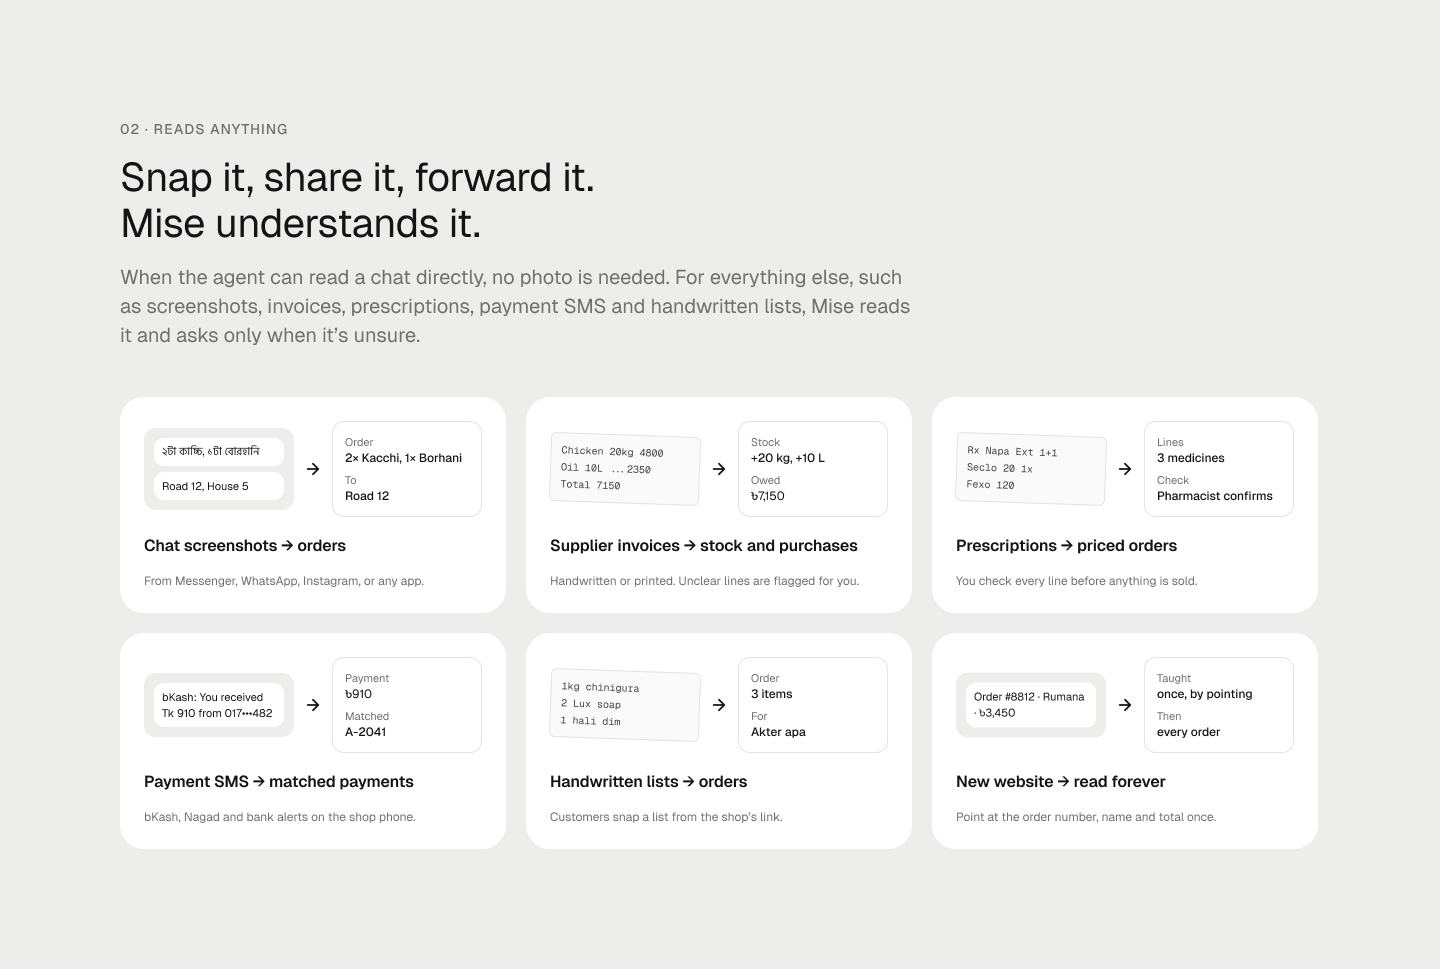 02 · READS ANYTHING
Snap it, share it, forward it.
Mise understands it.
When the agent can read a chat directly, no photo is needed. For everything else, such
as screenshots, invoices, prescriptions, payment SMS and handwritten lists, Mise reads
it and asks only when it’s unsure.
২টা কাচ্চি, ১টা বোরহানি
Road 12, House 5
→
Order
2× Kacchi, 1× Borhani
To
Road 12
Chat screenshots → orders
From Messenger, WhatsApp, Instagram, or any app.
Chicken 20kg 4800
Oil 10L ...2350
Total 7150
→
Stock
+20 kg, +10 L
Owed
৳7,150
Supplier invoices → stock and purchases
Handwritten or printed. Unclear lines are flagged for you.
Rx Napa Ext 1+1
Seclo 20 1x
Fexo 120
→
Lines
3 medicines
Check
Pharmacist confirms
Prescriptions → priced orders
You check every line before anything is sold.
bKash: You received
Tk 910 from 017•••482
→
Payment
৳910
Matched
A-2041
Payment SMS → matched payments
bKash, Nagad and bank alerts on the shop phone.
1kg chinigura
2 Lux soap
1 hali dim
→
Order
3 items
For
Akter apa
Handwritten lists → orders
Customers snap a list from the shop’s link.
Order #8812 · Rumana
· ৳3,450
→
Taught
once, by pointing
Then
every order
New website → read forever
Point at the order number, name and total once.